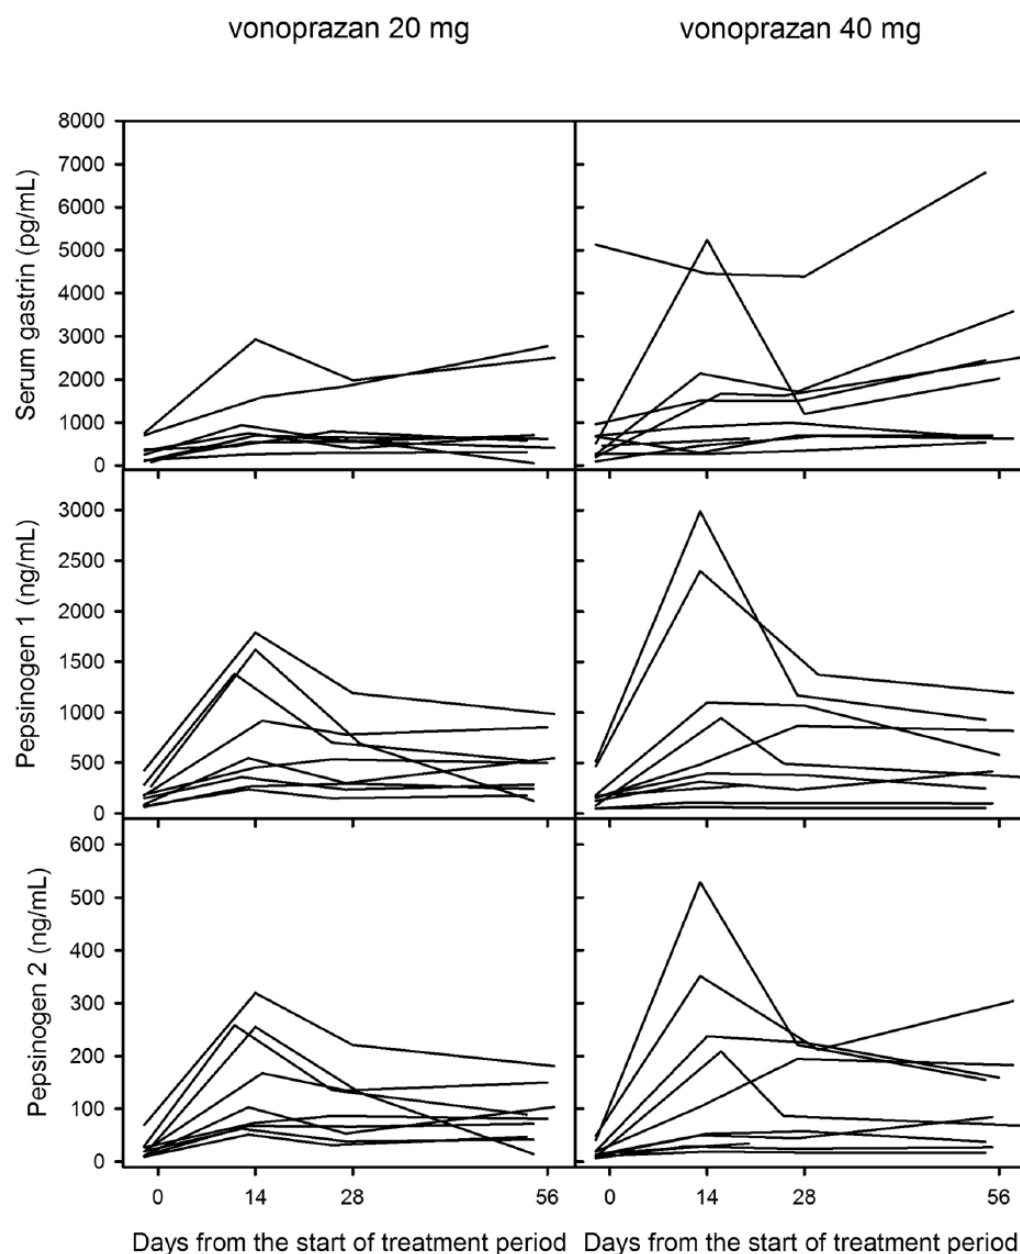 vonoprazan 20 mg
vonoprazan 40 mg
Serum gastrin (pg/mL)
8000
7000
6000
5000
4000
3000
2000
1000
0
Pepsinogen 1 (ng/mL)
3000
2500
2000
1500
1000
500
0
Pepsinogen 2 (ng/mL)
600
500
400
300
200
100
0
0 14 28 56
0 14 28 56
Days from the start of treatment period
Days from the start of treatment period